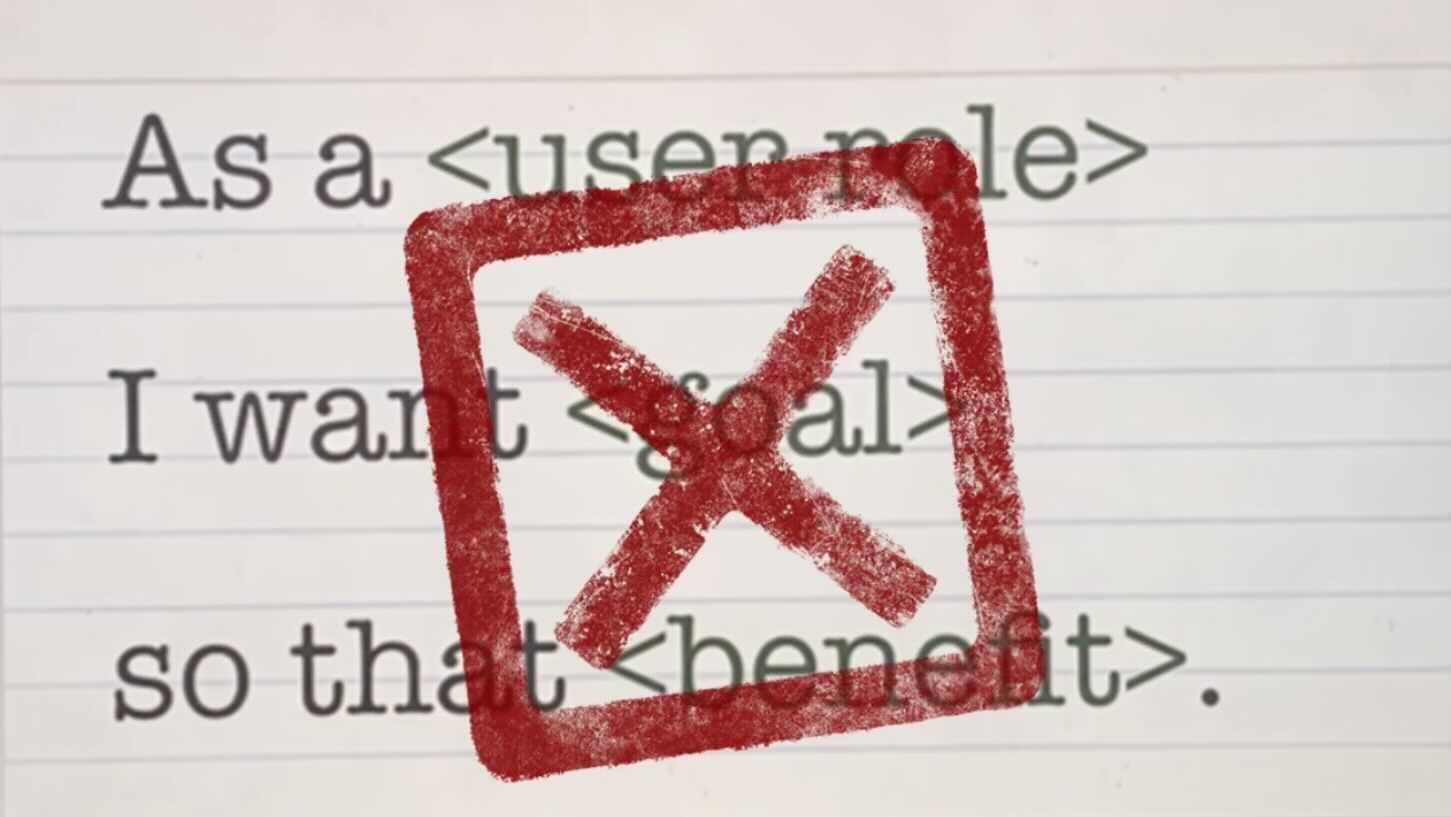 As a <user role>
I want <goal>
so that <benefit>.